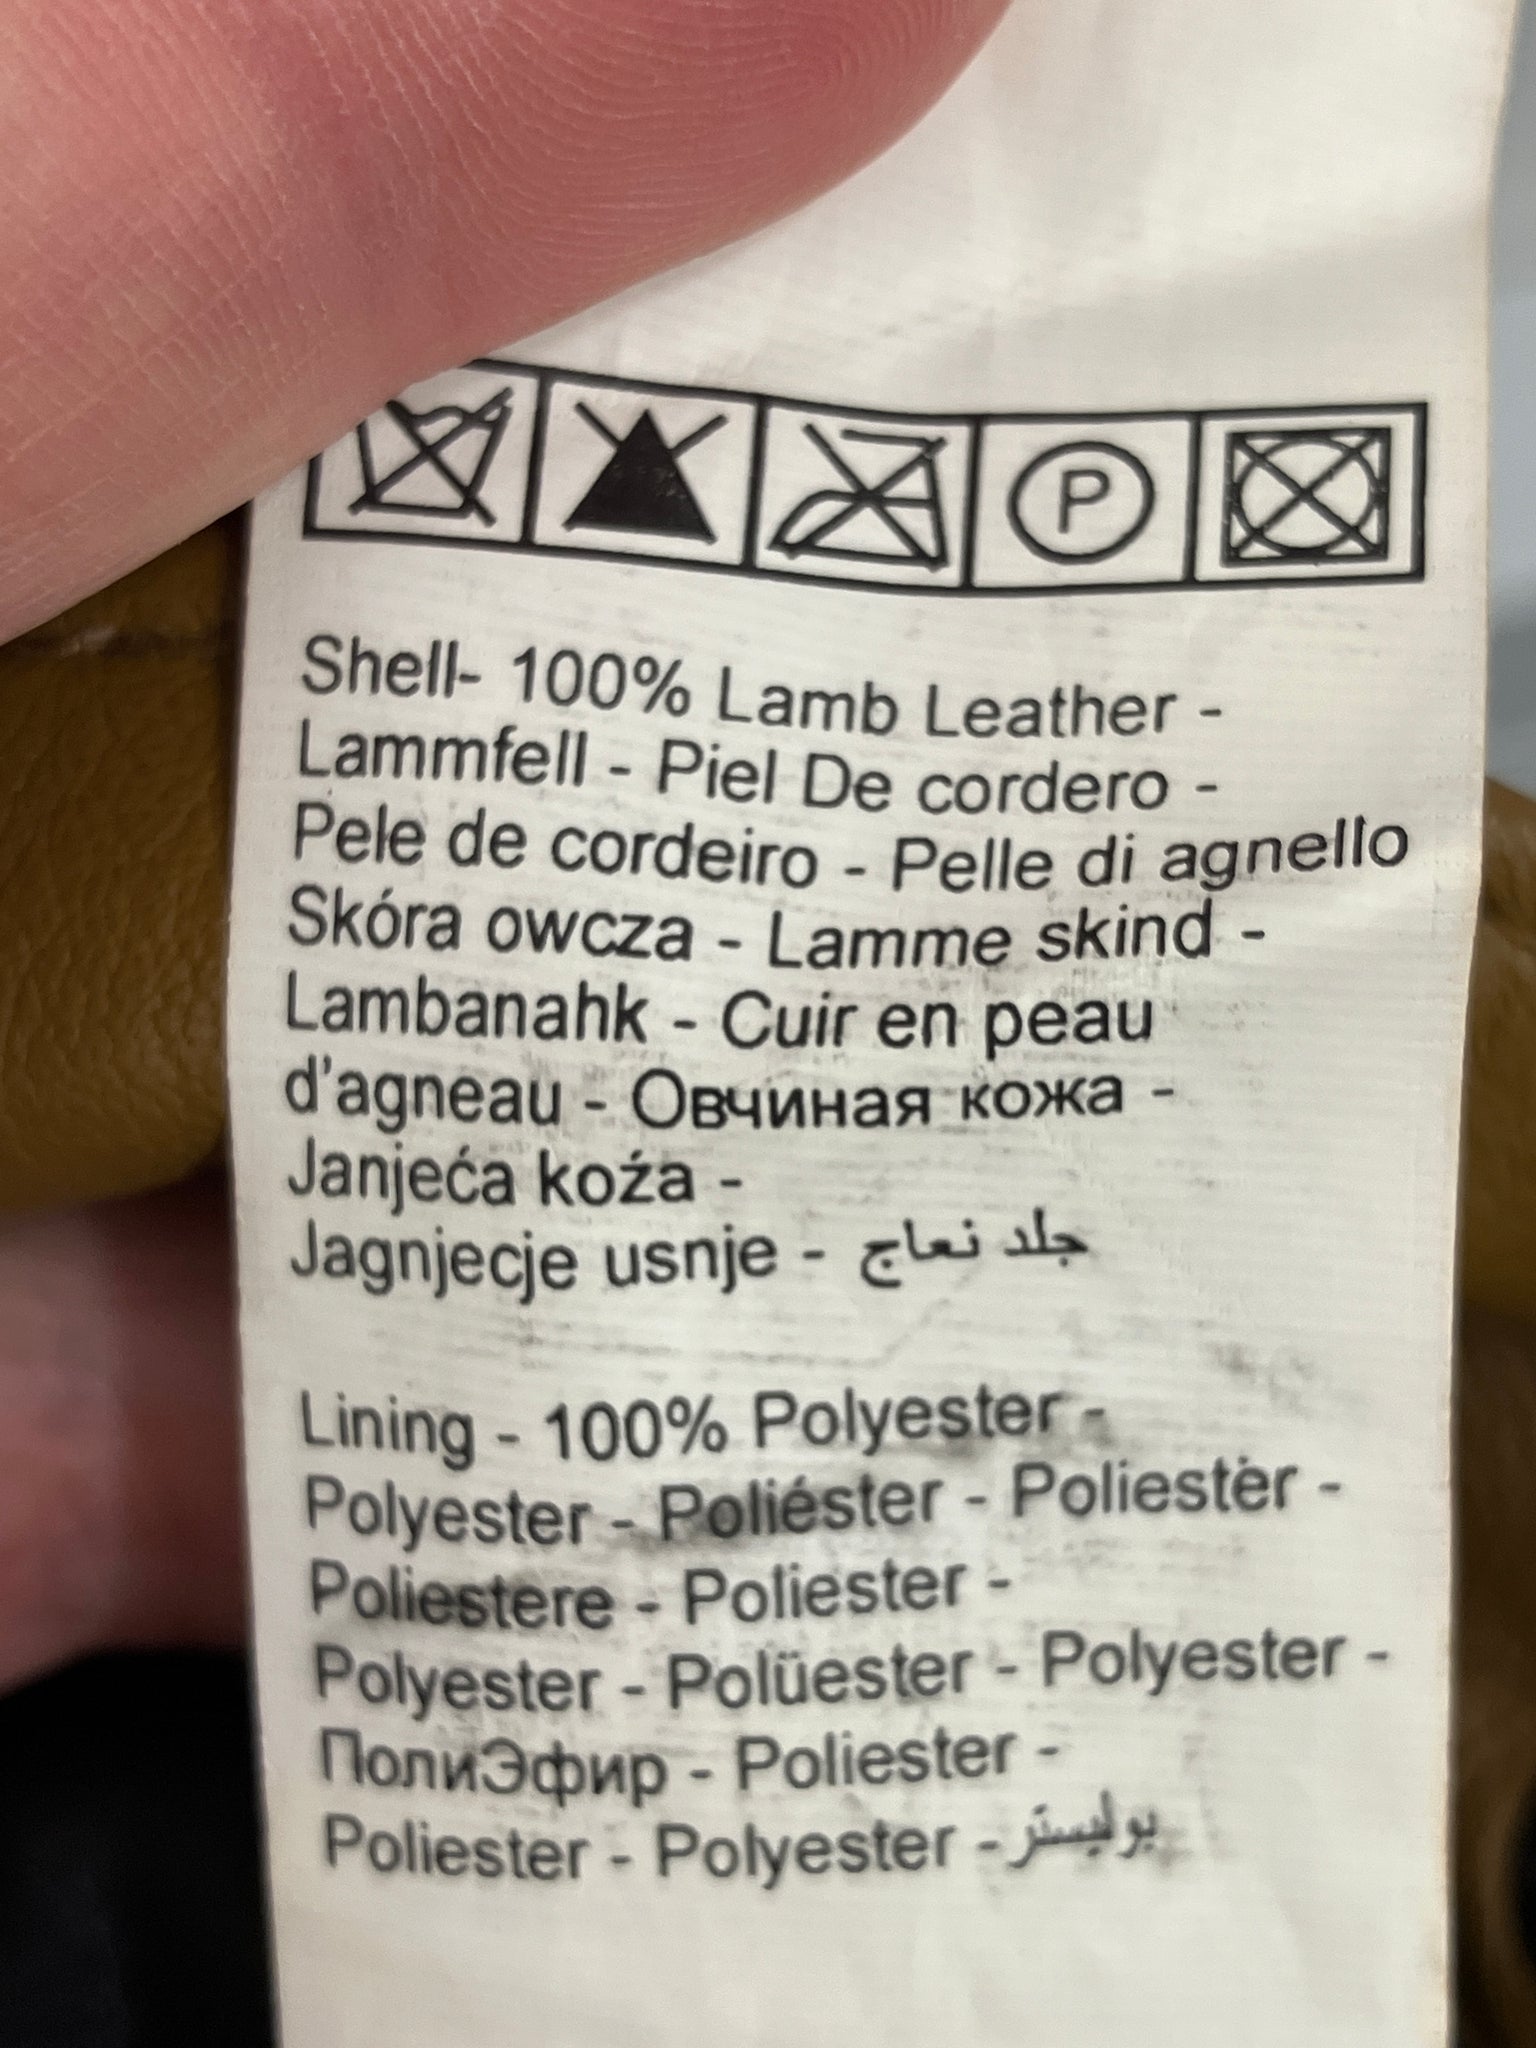 P
Shell- 100% Lamb Leather -
Lammfell - Piel De cordero -
Pele de cordeiro - Pelle di agnello
Skóra owcza - Lamme skind -
Lambanahk - Cuir en peau
d'agneau - Овчиная кожа -
Janjeća koźa -
Jagnjecje usnje - جلد نعاج
Lining - 100% Polyester -
Polyester - Poliéster - Poliestėr -
Poliestere - Poliester -
Polyester - Polüester - Polyester -
ПолиЭфир - Poliester -
Poliester - Polyester - بوليستر